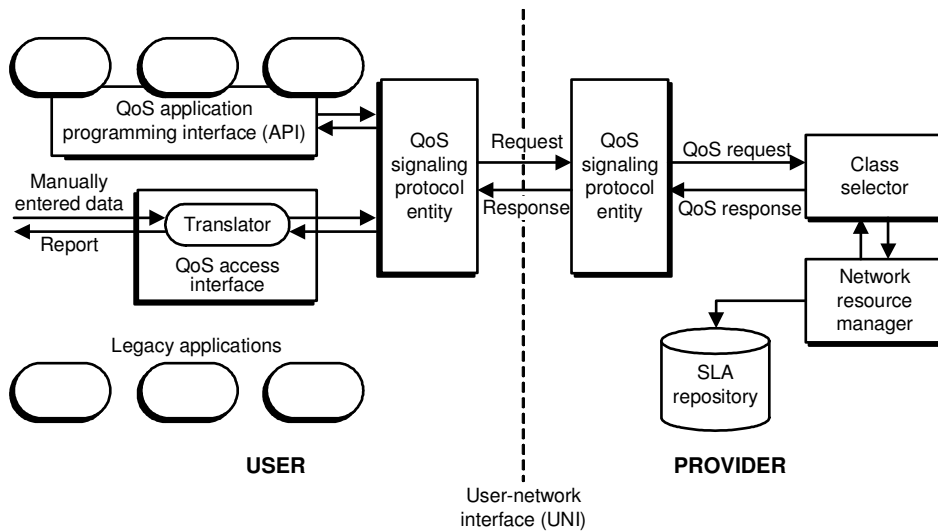 QoS application
programming interface (API)
Manually
entered data
Report
Translator
QoS access
interface
Legacy applications
USER
QoS
signaling
protocol
entity
Request
Response
User-network
interface (UNI)
QoS
signaling
protocol
entity
QoS request
QoS response
Class
selector
Network
resource
manager
SLA
repository
PROVIDER